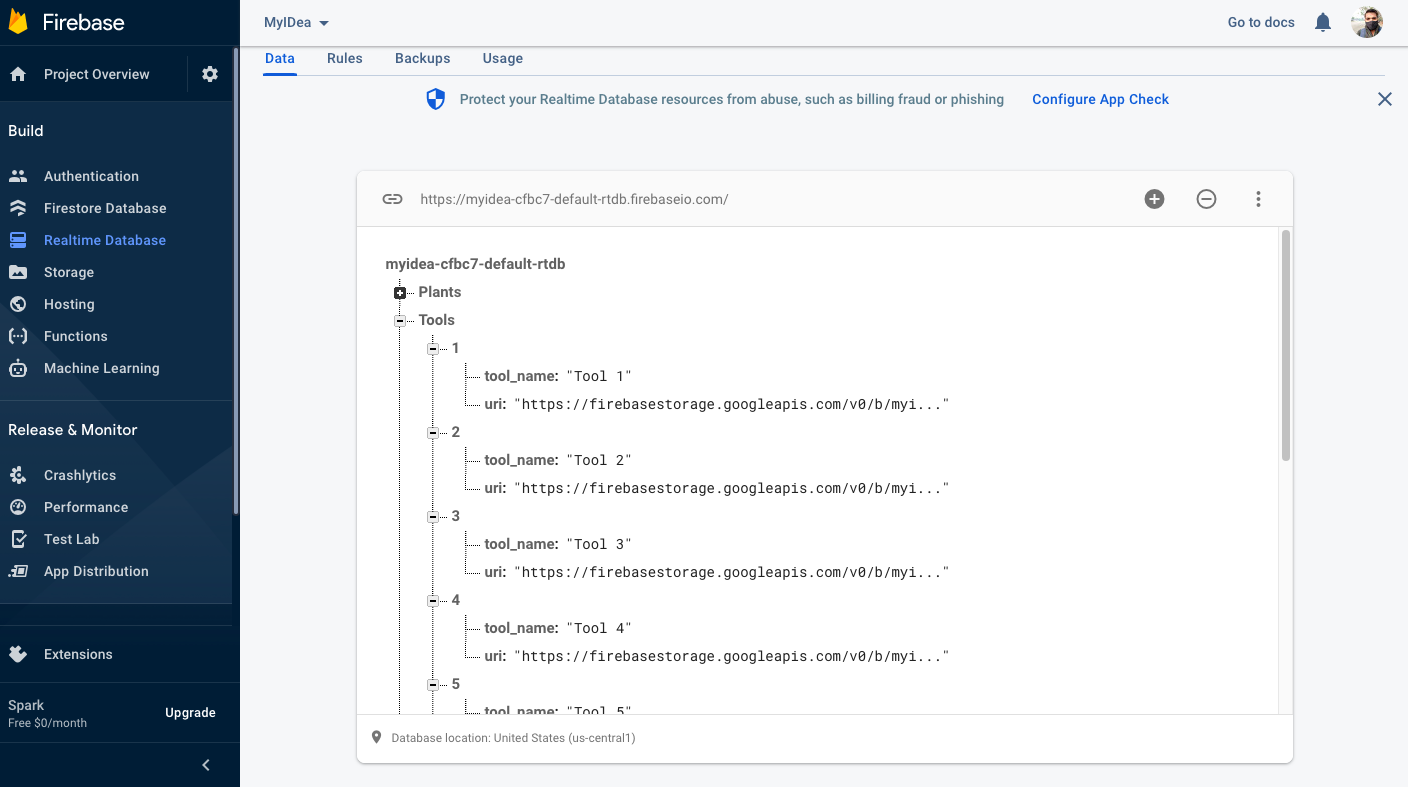 Firebase
Project Overview
Build
Authentication
Firestore Database
Realtime Database
Storage
Hosting
Functions
Machine Learning
Release & Monitor
Crashlytics
Performance
Test Lab
App Distribution
Extensions
Spark
Free $0/month
Upgrade
MyIDea
Go to docs
Data Rules Backups Usage
Protect your Realtime Database resources from abuse, such as billing fraud or phishing Configure App Check
https://myidea-cfbc7-default-rtdb.firebaseio.com/
myidea-cfbc7-default-rtdb
Plants
Tools
1
tool_name: "Tool 1"
uri: "https://firebasestorage.googleapis.com/v0/b/myi..."
2
tool_name: "Tool 2"
uri: "https://firebasestorage.googleapis.com/v0/b/myi..."
3
tool_name: "Tool 3"
uri: "https://firebasestorage.googleapis.com/v0/b/myi..."
4
tool_name: "Tool 4"
uri: "https://firebasestorage.googleapis.com/v0/b/myi..."
5
tool_name: "Tool 5"
Database location: United States (us-central1)